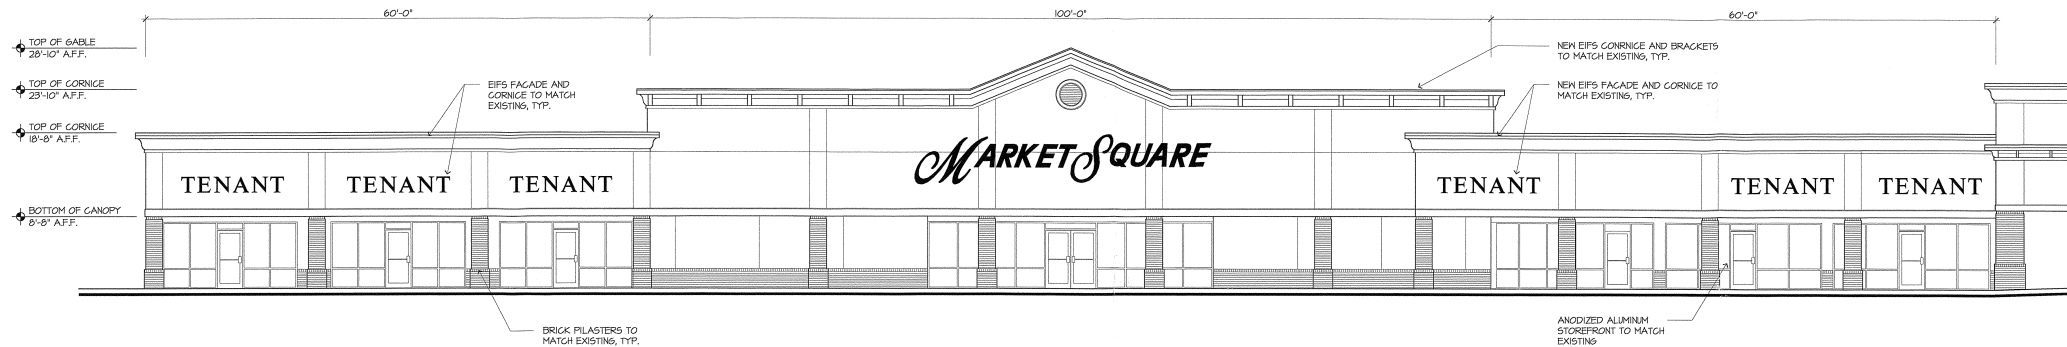 60'-0"
100'-0"
60'-0"
TOP OF GABLE
28'-10" A.F.F.
TOP OF CORNICE
23'-10" A.F.F.
TOP OF CORNICE
18'-8" A.F.F.
BOTTOM OF CANOPY
8'-8" A.F.F.
EIFS FACADE AND
CORNICE TO MATCH
EXISTING, TYP.
NEW EIFS CONRNICE AND BRACKETS
TO MATCH EXISTING, TYP.
NEW EIFS FACADE AND CORNICE TO
MATCH EXISTING, TYP.
MARKET SQUARE
TENANT
TENANT
TENANT
TENANT
TENANT
TENANT
BRICK PILASTERS TO
MATCH EXISTING, TYP.
ANODIZED ALUMINUM
STOREFRONT TO MATCH
EXISTING